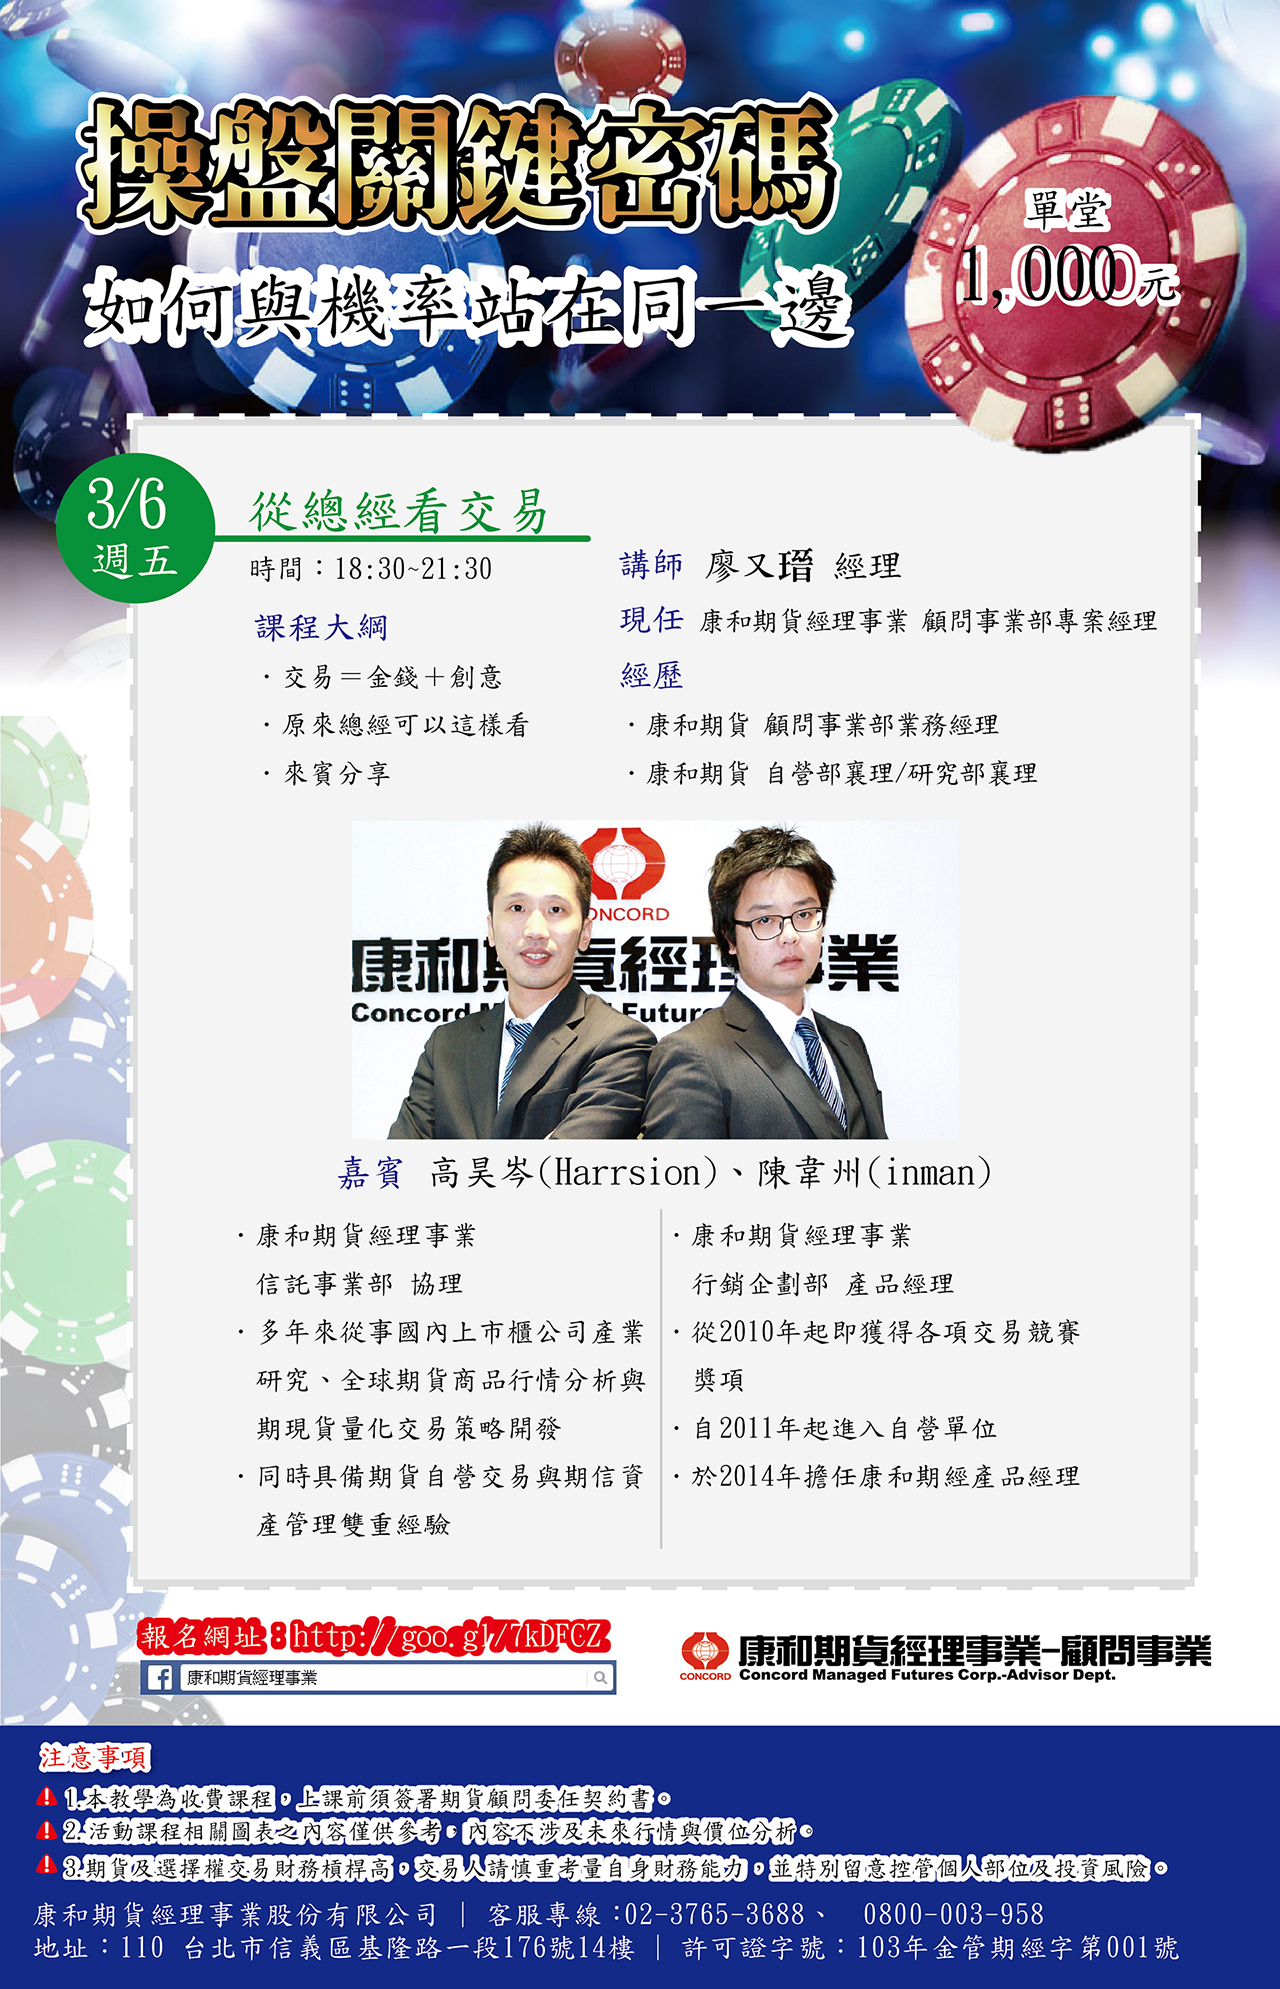 操盤關鍵密碼
如何與機率站在同一邊
單堂
1,000元
3/6
週五
從總經看交易
時間：18:30~21:30
課程大綱
·交易＝金錢＋創意
·原來總經可以這樣看
·來賓分享
講師 廖又瑨 經理
現任 康和期貨經理事業 顧問事業部專案經理
經歷
·康和期貨 顧問事業部業務經理
·康和期貨 自營部襄理/研究部襄理
CONCORD
康和期貨經理事業
Concord M Futur
嘉賓 高昊岑(Harrsion)、陳韋州(inman)
·康和期貨經理事業
信託事業部 協理
·多年來從事國內上市櫃公司產業
研究、全球期貨商品行情分析與
期現貨量化交易策略開發
·同時具備期貨自營交易與期信資
產管理雙重經驗
·康和期貨經理事業
行銷企劃部 產品經理
·從2010年起即獲得各項交易競賽
獎項
·自2011年起進入自營單位
·於2014年擔任康和期經產品經理
報名網址：http://goo.gl/7kDFCZ
f 康和期貨經理事業
CONCORD
康和期貨經理事業-顧問事業
Concord Managed Futures Corp.-Advisor Dept.
注意事項
1.本教學為收費課程，上課前須簽署期貨顧問委任契約書。
2.活動課程相關圖表之內容僅供參考，內容不涉及未來行情與價位分析。
3.期貨及選擇權交易財務槓桿高，交易人請慎重考量自身財務能力，並特別留意控管個人部位及投資風險。
康和期貨經理事業股份有限公司 | 客服專線：02-3765-3688、 0800-003-958
地址：110 台北市信義區基隆路一段176號14樓 | 許可證字號：103年金管期經字第001號